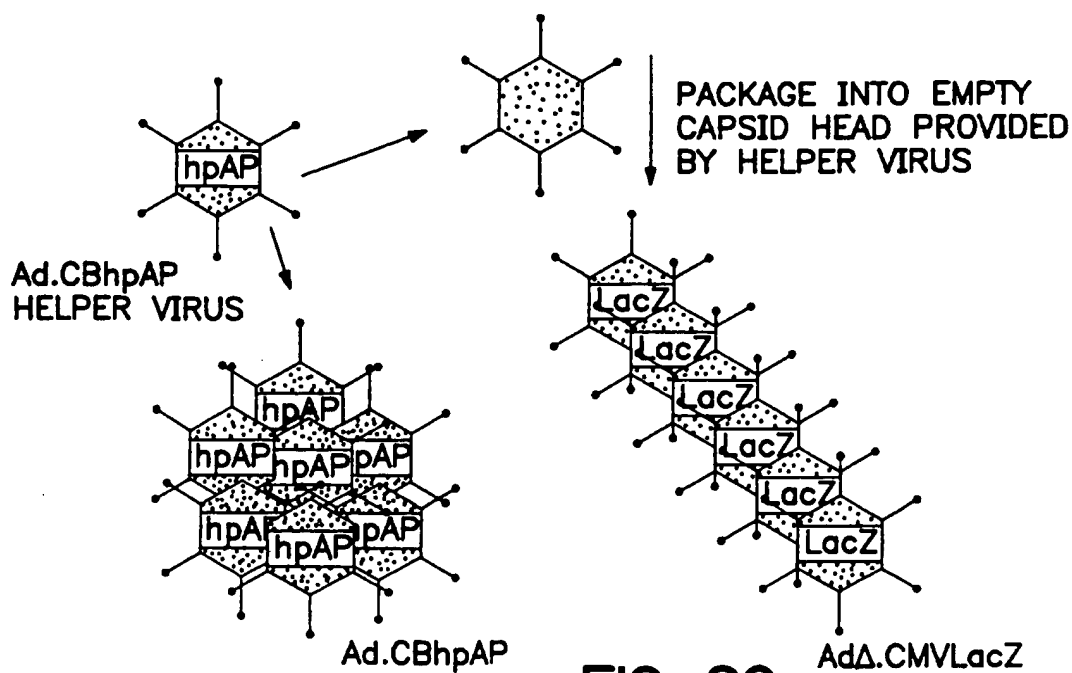 PACKAGE INTO EMPTY
CAPSID HEAD PROVIDED
BY HELPER VIRUS
hpAP
Ad.CBhpAP
HELPER VIRUS
LacZ
LacZ
LacZ
LacZ
LacZ
LacZ
hpAP
hpAP
hpAP
pAP
hpAP
hpAP
Ad.CBhpAP
AdΔ.CMVLacZ